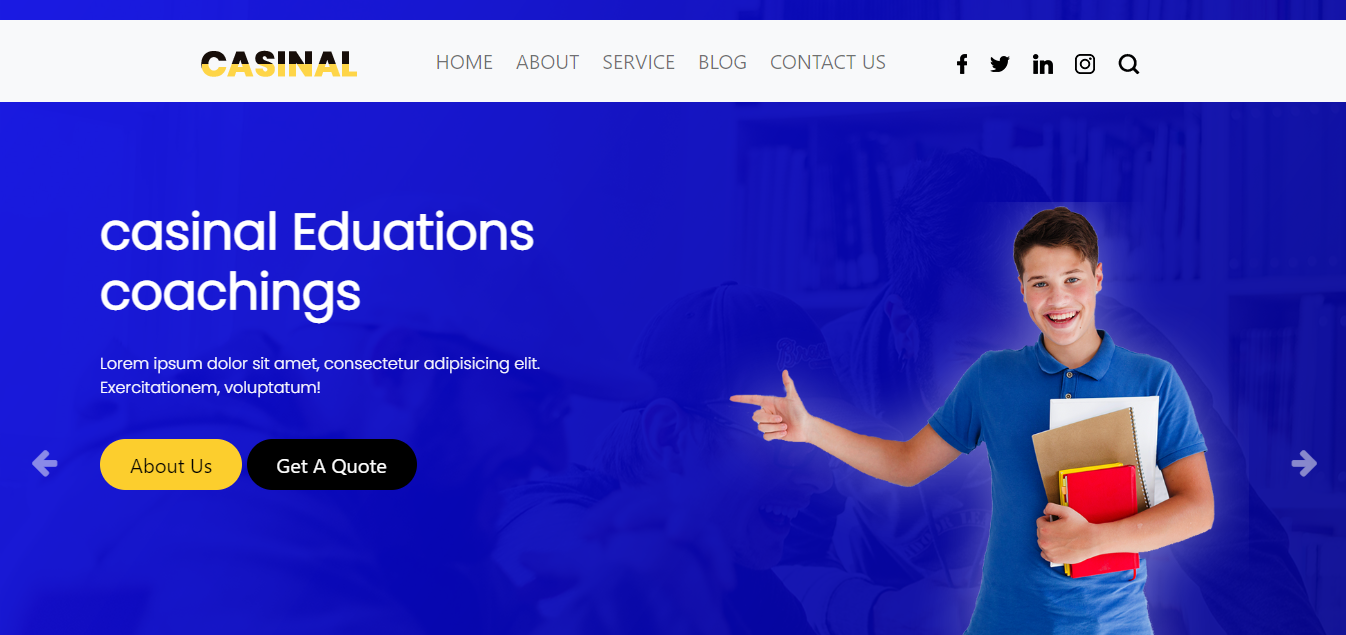 CASINAL
HOME ABOUT SERVICE BLOG CONTACT US
casinal Eduations
coachings
Lorem ipsum dolor sit amet, consectetur adipisicing elit.
Exercitationem, voluptatum!
About Us Get A Quote